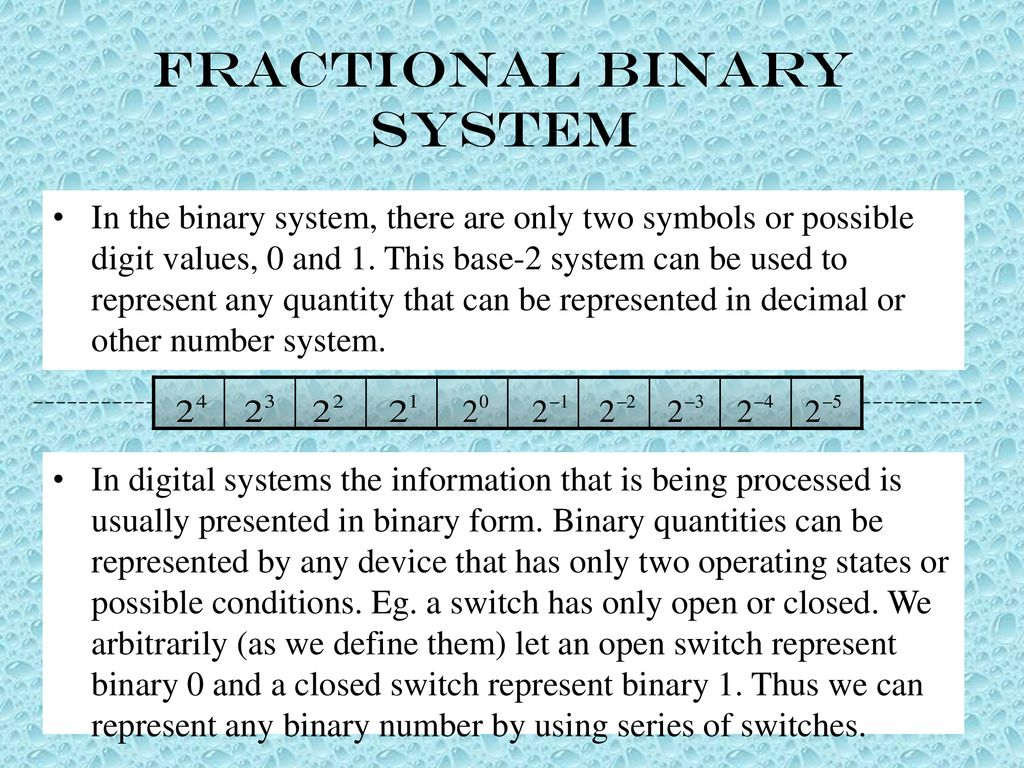 FRACTIONAL BINARY
SYSTEM
• In the binary system, there are only two symbols or possible
digit values, 0 and 1. This base-2 system can be used to
represent any quantity that can be represented in decimal or
other number system.
2⁴ 2³ 2² 2¹ 2⁰ 2⁻¹ 2⁻² 2⁻³ 2⁻⁴ 2⁻⁵
• In digital systems the information that is being processed is
usually presented in binary form. Binary quantities can be
represented by any device that has only two operating states or
possible conditions. Eg. a switch has only open or closed. We
arbitrarily (as we define them) let an open switch represent
binary 0 and a closed switch represent binary 1. Thus we can
represent any binary number by using series of switches.